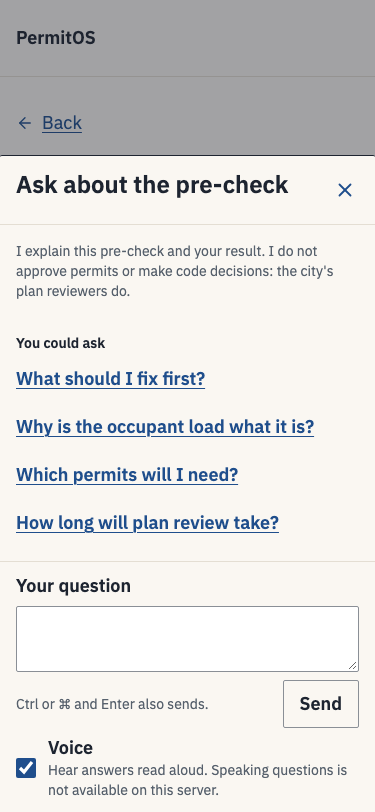 PermitOS
← Back
Ask about the pre-check
I explain this pre-check and your result. I do not
approve permits or make code decisions: the city's
plan reviewers do.
You could ask
What should I fix first?
Why is the occupant load what it is?
Which permits will I need?
How long will plan review take?
Your question
Ctrl or ⌘ and Enter also sends.
Send
Voice
Hear answers read aloud. Speaking questions is
not available on this server.